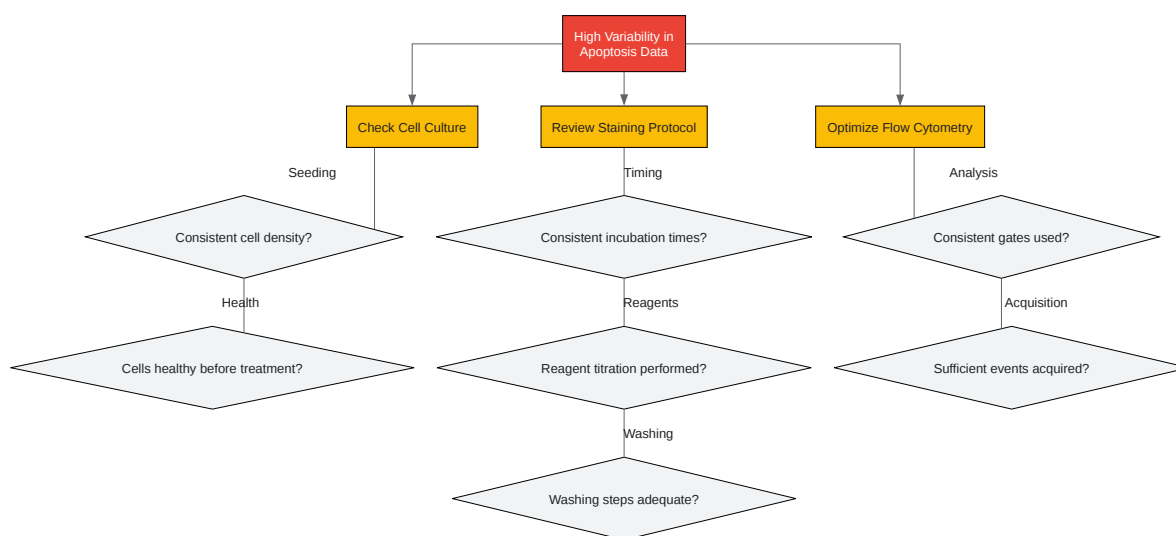 High Variability in
Apoptosis Data
Check Cell Culture
Review Staining Protocol
Optimize Flow Cytometry
Seeding
Timing
Analysis
Consistent cell density?
Consistent incubation times?
Consistent gates used?
Health
Reagents
Acquisition
Cells healthy before treatment?
Reagent titration performed?
Sufficient events acquired?
Washing
Washing steps adequate?